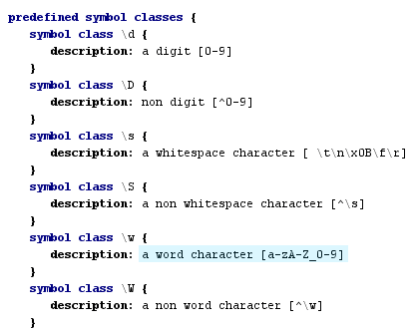 predefined symbol classes {
symbol class \d {
description: a digit [0-9]
}
symbol class \D {
description: non digit [^0-9]
}
symbol class \s {
description: a whitespace character [ \t\n\x0B\f\r]
}
symbol class \S {
description: a non whitespace character [^\s]
}
symbol class \w {
description: a word character [a-zA-Z_0-9]
}
symbol class \W {
description: a non word character [^\w]
}